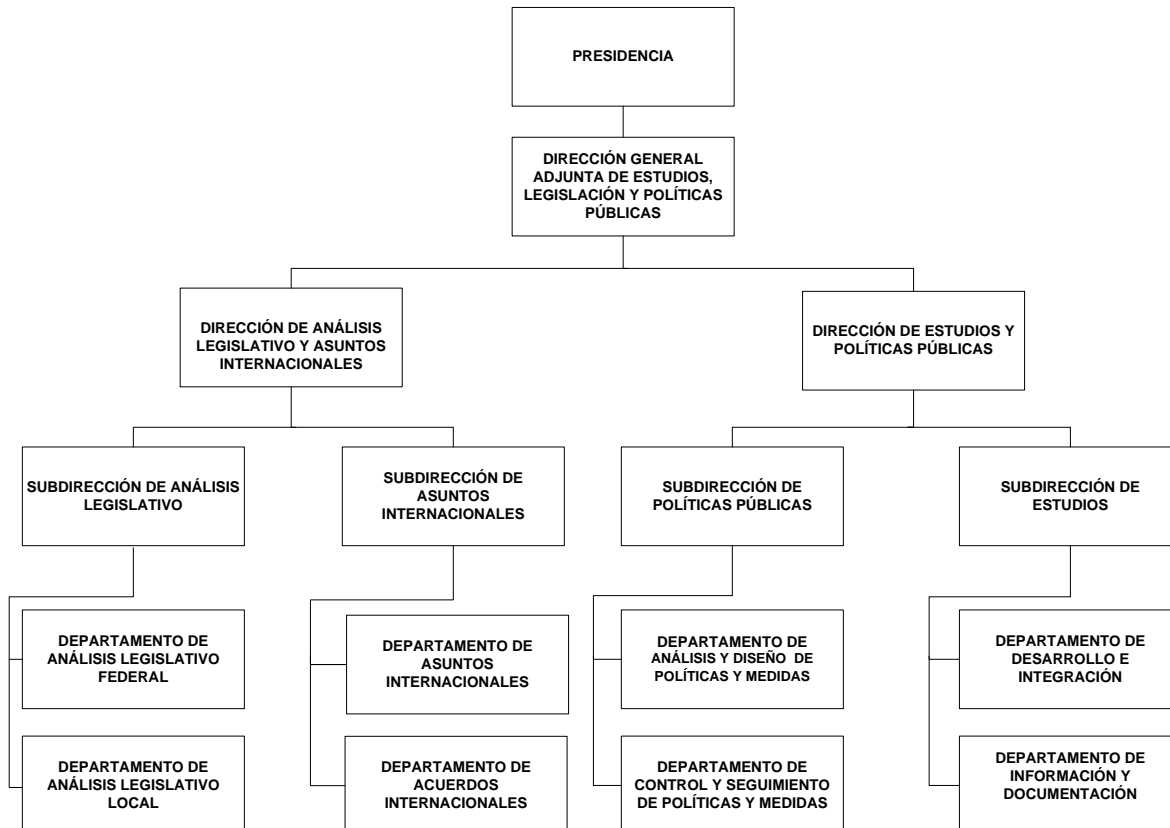 PRESIDENCIA
DIRECCIÓN GENERAL
ADJUNTA DE ESTUDIOS,
LEGISLACIÓN Y POLÍTICAS
PÚBLICAS
DIRECCIÓN DE ANÁLISIS
LEGISLATIVO Y ASUNTOS
INTERNACIONALES
DIRECCIÓN DE ESTUDIOS Y
POLÍTICAS PÚBLICAS
SUBDIRECCIÓN DE ANÁLISIS
LEGISLATIVO
SUBDIRECCIÓN DE
ASUNTOS
INTERNACIONALES
SUBDIRECCIÓN DE
POLÍTICAS PÚBLICAS
SUBDIRECCIÓN DE
ESTUDIOS
DEPARTAMENTO DE
ANÁLISIS LEGISLATIVO
FEDERAL
DEPARTAMENTO DE
ASUNTOS
INTERNACIONALES
DEPARTAMENTO DE
ANÁLISIS Y DISEÑO DE
POLÍTICAS Y MEDIDAS
DEPARTAMENTO DE
DESARROLLO E
INTEGRACIÓN
DEPARTAMENTO DE
ANÁLISIS LEGISLATIVO
LOCAL
DEPARTAMENTO DE
ACUERDOS
INTERNACIONALES
DEPARTAMENTO DE
CONTROL Y SEGUIMIENTO
DE POLÍTICAS Y MEDIDAS
DEPARTAMENTO DE
INFORMACIÓN Y
DOCUMENTACIÓN